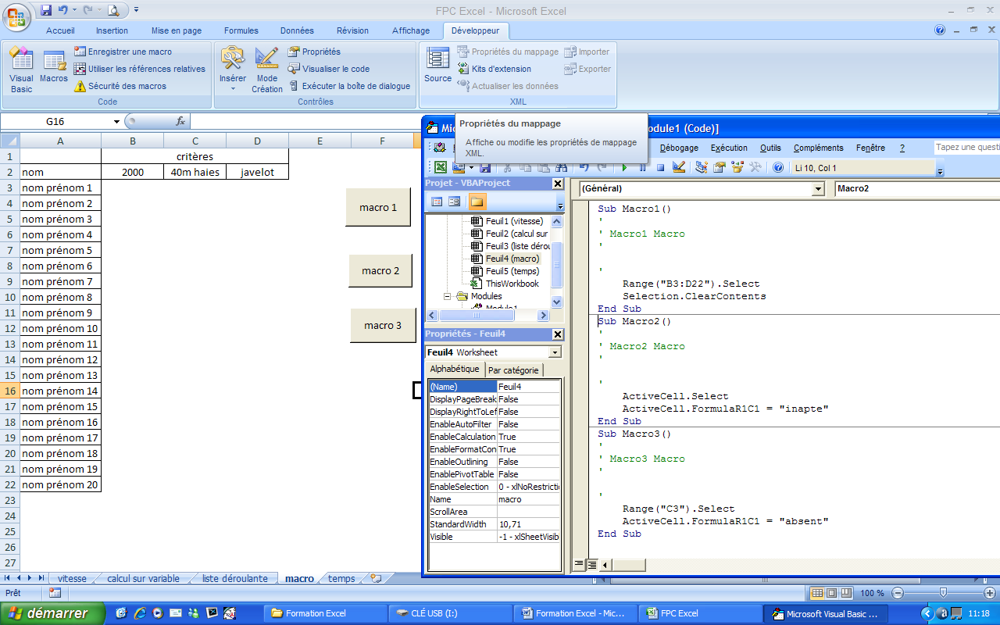 FPC Excel - Microsoft Excel
Accueil Insertion Mise en page Formules Données Révision Affichage Développeur
Visual Basic
Macros
Enregistrer une macro
Utiliser les références relatives
Sécurité des macros
Code
Insérer
Mode Création
Propriétés
Visualiser le code
Exécuter la boîte de dialogue
Contrôles
Source
Propriétés du mappage
Kits d'extension
Actualiser les données
Importer
Exporter
XML
G16 fx
Propriétés du mappage
Affiche ou modifie les propriétés de mappage
XML.
A B C D E F
1 critères
2 nom 2000 40m haies javelot
3 nom prénom 1
4 nom prénom 2
5 nom prénom 3
6 nom prénom 4
7 nom prénom 5
8 nom prénom 6
9 nom prénom 7
10 nom prénom 8
11 nom prénom 9
12 nom prénom 10
13 nom prénom 11
14 nom prénom 12
15 nom prénom 13
16 nom prénom 14
17 nom prénom 15
18 nom prénom 16
19 nom prénom 17
20 nom prénom 18
21 nom prénom 19
22 nom prénom 20
23
24
25
26
27
macro 1
macro 2
macro 3
Mic odule1 (Code)]
Débogage Exécution Outils Compléments Fenêtre ? Tapez une questi
Li 10, Col 1
Projet - VBAProject
Feuil1 (vitesse)
Feuil2 (calcul sur
Feuil3 (liste dérou
Feuil4 (macro)
Feuil5 (temps)
ThisWorkbook
Modules
Module1
Propriétés - Feuil4
Feuil4 Worksheet
Alphabétique Par catégorie
(Name) Feuil4
DisplayPageBreak False
DisplayRightToLef False
EnableAutoFilter False
EnableCalculation True
EnableFormatCon True
EnableOutlining False
EnablePivotTable False
EnableSelection 0 - xlNoRestrictio
Name macro
ScrollArea
StandardWidth 10,71
Visible -1 - xlSheetVisib
(Général) Macro2
Sub Macro1()
'
' Macro1 Macro
'
'
Range("B3:D22").Select
Selection.ClearContents
End Sub
Sub Macro2()
'
' Macro2 Macro
'
'
ActiveCell.Select
ActiveCell.FormulaR1C1 = "inapte"
End Sub
Sub Macro3()
'
' Macro3 Macro
'
'
Range("C3").Select
ActiveCell.FormulaR1C1 = "absent"
End Sub
vitesse calcul sur variable liste déroulante macro temps
Prêt 100 %
démarrer Formation Excel CLÉ USB (I:) Formation Excel - Mic... FPC Excel Microsoft Visual Basic ... 11:18